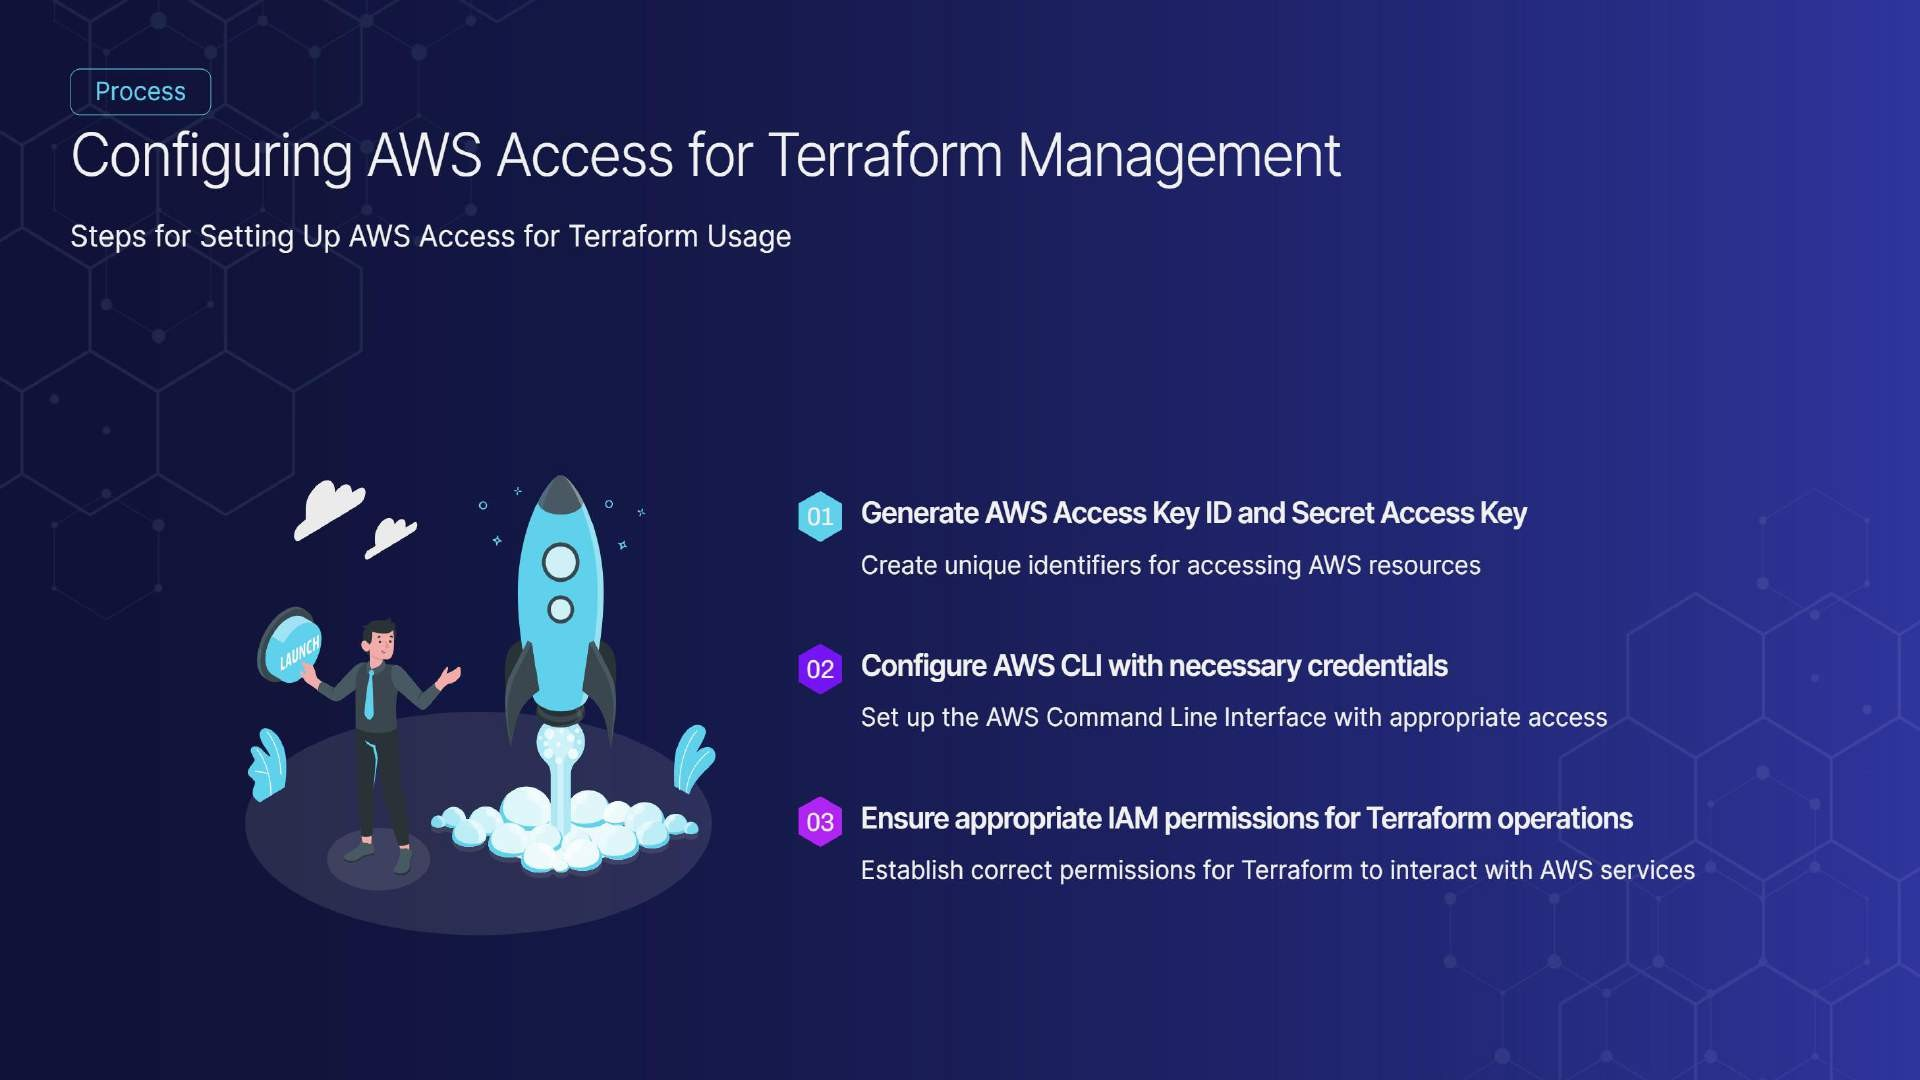 Process
Configuring AWS Access for Terraform Management
Steps for Setting Up AWS Access for Terraform Usage
LAUNCH
01
Generate AWS Access Key ID and Secret Access Key
Create unique identifiers for accessing AWS resources
02
Configure AWS CLI with necessary credentials
Set up the AWS Command Line Interface with appropriate access
03
Ensure appropriate IAM permissions for Terraform operations
Establish correct permissions for Terraform to interact with AWS services